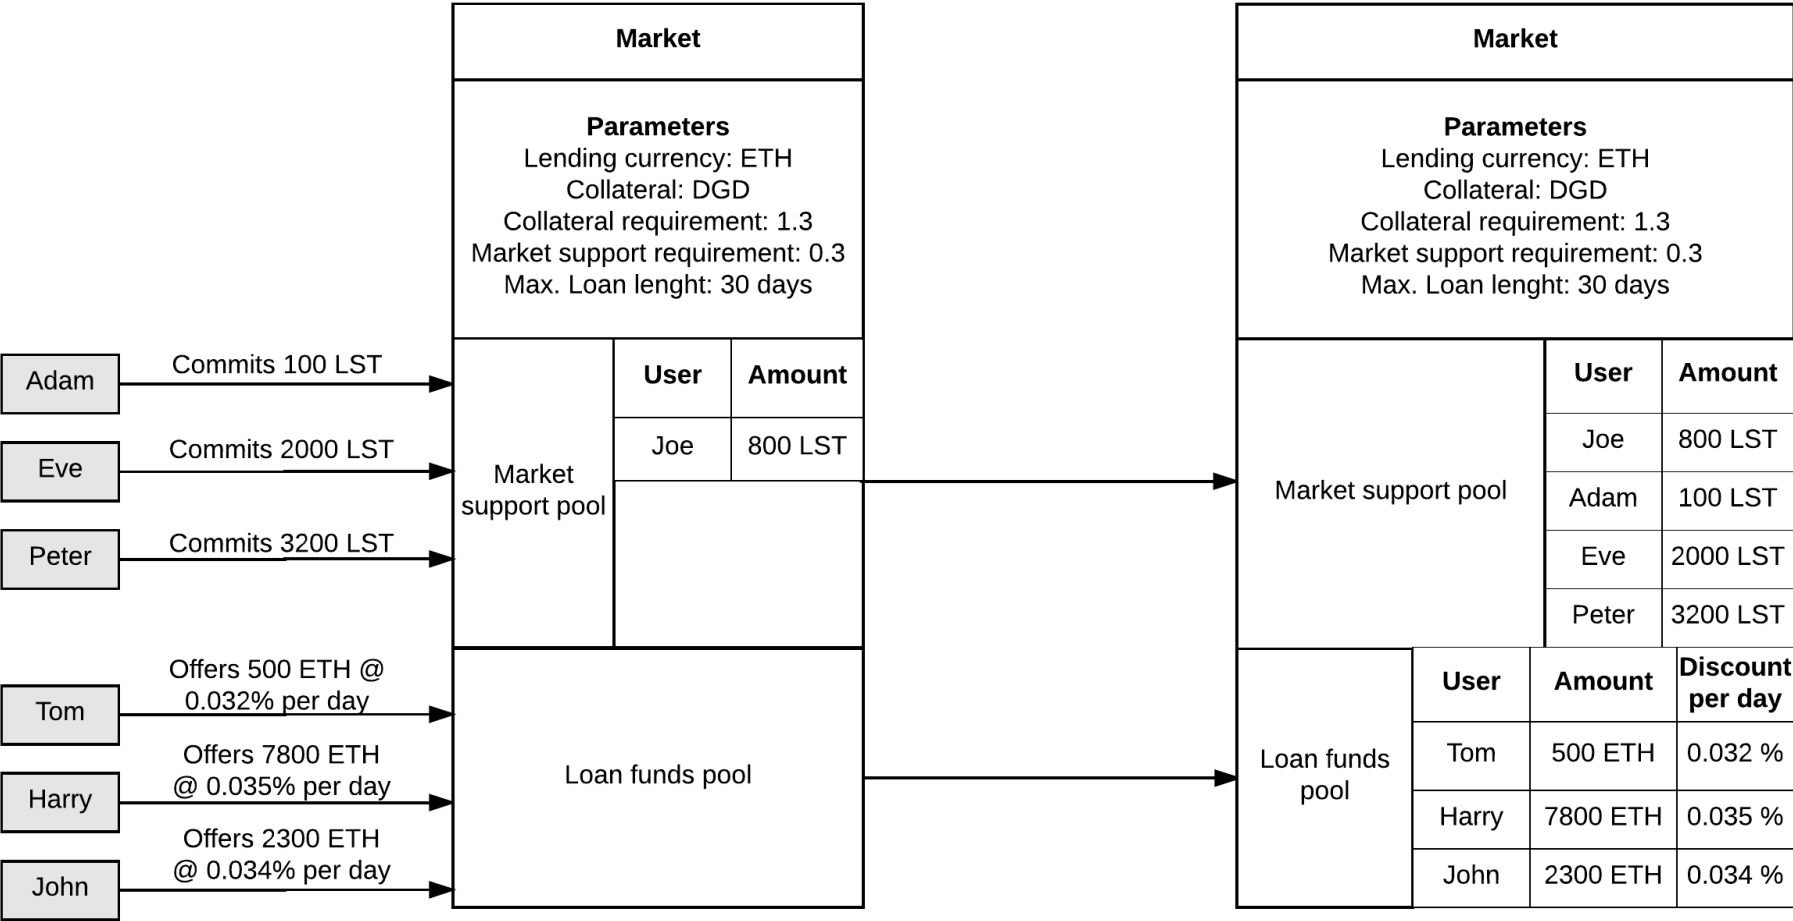 Market
Parameters
Lending currency: ETH
Collateral: DGD
Collateral requirement: 1.3
Market support requirement: 0.3
Max. Loan lenght: 30 days
Adam
Commits 100 LST
Eve
Commits 2000 LST
Peter
Commits 3200 LST
Market
support pool
User Amount
Joe 800 LST
Tom
Offers 500 ETH @
0.032% per day
Harry
Offers 7800 ETH
@ 0.035% per day
John
Offers 2300 ETH
@ 0.034% per day
Loan funds pool
Market
Parameters
Lending currency: ETH
Collateral: DGD
Collateral requirement: 1.3
Market support requirement: 0.3
Max. Loan lenght: 30 days
Market support pool
User Amount
Joe 800 LST
Adam 100 LST
Eve 2000 LST
Peter 3200 LST
Loan funds
pool
User Amount Discount
per day
Tom 500 ETH 0.032 %
Harry 7800 ETH 0.035 %
John 2300 ETH 0.034 %